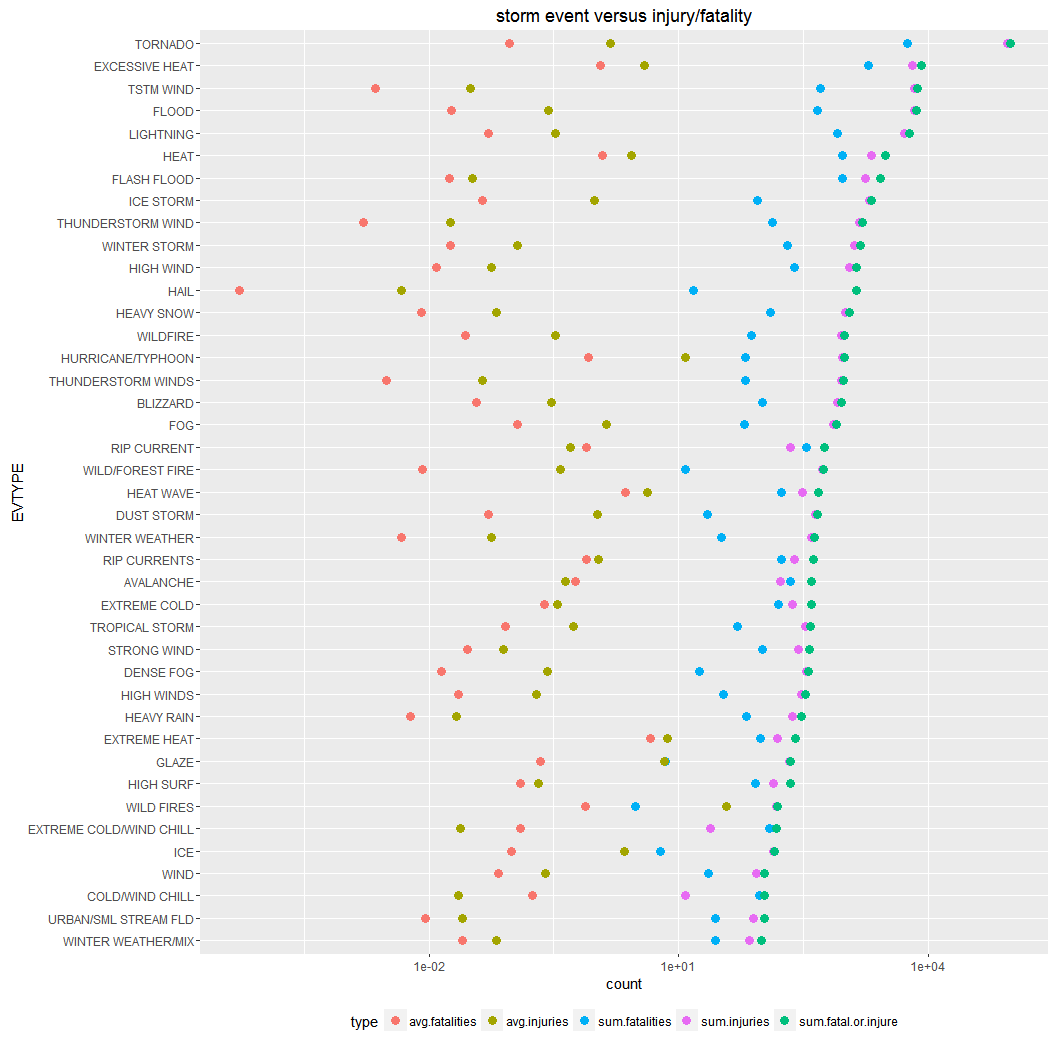 storm event versus injury/fatality
TORNADO
EXCESSIVE HEAT
TSTM WIND
FLOOD
LIGHTNING
HEAT
FLASH FLOOD
ICE STORM
THUNDERSTORM WIND
WINTER STORM
HIGH WIND
HAIL
HEAVY SNOW
WILDFIRE
HURRICANE/TYPHOON
THUNDERSTORM WINDS
BLIZZARD
FOG
RIP CURRENT
WILD/FOREST FIRE
HEAT WAVE
DUST STORM
WINTER WEATHER
RIP CURRENTS
AVALANCHE
EXTREME COLD
TROPICAL STORM
STRONG WIND
DENSE FOG
HIGH WINDS
HEAVY RAIN
EXTREME HEAT
GLAZE
HIGH SURF
WILD FIRES
EXTREME COLD/WIND CHILL
ICE
WIND
COLD/WIND CHILL
URBAN/SML STREAM FLD
WINTER WEATHER/MIX
EVTYPE
1e-02 1e+01 1e+04
count
type avg.fatalities avg.injuries sum.fatalities sum.injuries sum.fatal.or.injure